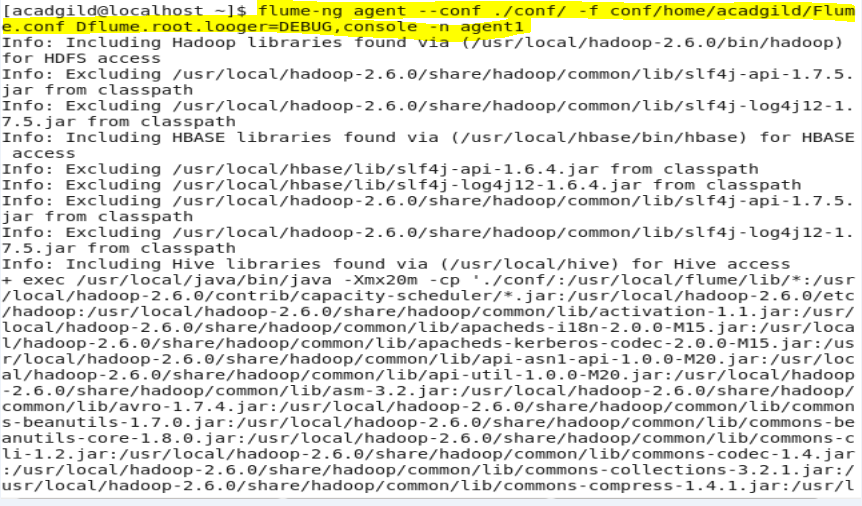 [acadgild@localhost ~]$ flume-ng agent --conf ./conf/ -f conf/home/acadgild/Flum
e.conf Dflume.root.looger=DEBUG,console -n agent1
Info: Including Hadoop libraries found via (/usr/local/hadoop-2.6.0/bin/hadoop)
for HDFS access
Info: Excluding /usr/local/hadoop-2.6.0/share/hadoop/common/lib/slf4j-api-1.7.5.
jar from classpath
Info: Excluding /usr/local/hadoop-2.6.0/share/hadoop/common/lib/slf4j-log4j12-1.
7.5.jar from classpath
Info: Including HBASE libraries found via (/usr/local/hbase/bin/hbase) for HBASE
 access
Info: Excluding /usr/local/hbase/lib/slf4j-api-1.6.4.jar from classpath
Info: Excluding /usr/local/hbase/lib/slf4j-log4j12-1.6.4.jar from classpath
Info: Excluding /usr/local/hadoop-2.6.0/share/hadoop/common/lib/slf4j-api-1.7.5.
jar from classpath
Info: Excluding /usr/local/hadoop-2.6.0/share/hadoop/common/lib/slf4j-log4j12-1.
7.5.jar from classpath
Info: Including Hive libraries found via (/usr/local/hive) for Hive access
+ exec /usr/local/java/bin/java -Xmx20m -cp './conf/:/usr/local/flume/lib/*:/usr
/local/hadoop-2.6.0/contrib/capacity-scheduler/*.jar:/usr/local/hadoop-2.6.0/etc
/hadoop:/usr/local/hadoop-2.6.0/share/hadoop/common/lib/activation-1.1.jar:/usr/
local/hadoop-2.6.0/share/hadoop/common/lib/apacheds-i18n-2.0.0-M15.jar:/usr/loca
l/hadoop-2.6.0/share/hadoop/common/lib/apacheds-kerberos-codec-2.0.0-M15.jar:/us
r/local/hadoop-2.6.0/share/hadoop/common/lib/api-asn1-api-1.0.0-M20.jar:/usr/loc
al/hadoop-2.6.0/share/hadoop/common/lib/api-util-1.0.0-M20.jar:/usr/local/hadoop
-2.6.0/share/hadoop/common/lib/asm-3.2.jar:/usr/local/hadoop-2.6.0/share/hadoop/
common/lib/avro-1.7.4.jar:/usr/local/hadoop-2.6.0/share/hadoop/common/lib/common
s-beanutils-1.7.0.jar:/usr/local/hadoop-2.6.0/share/hadoop/common/lib/commons-be
anutils-core-1.8.0.jar:/usr/local/hadoop-2.6.0/share/hadoop/common/lib/commons-c
li-1.2.jar:/usr/local/hadoop-2.6.0/share/hadoop/common/lib/commons-codec-1.4.jar
:/usr/local/hadoop-2.6.0/share/hadoop/common/lib/commons-collections-3.2.1.jar:/
usr/local/hadoop-2.6.0/share/hadoop/common/lib/commons-compress-1.4.1.jar:/usr/l